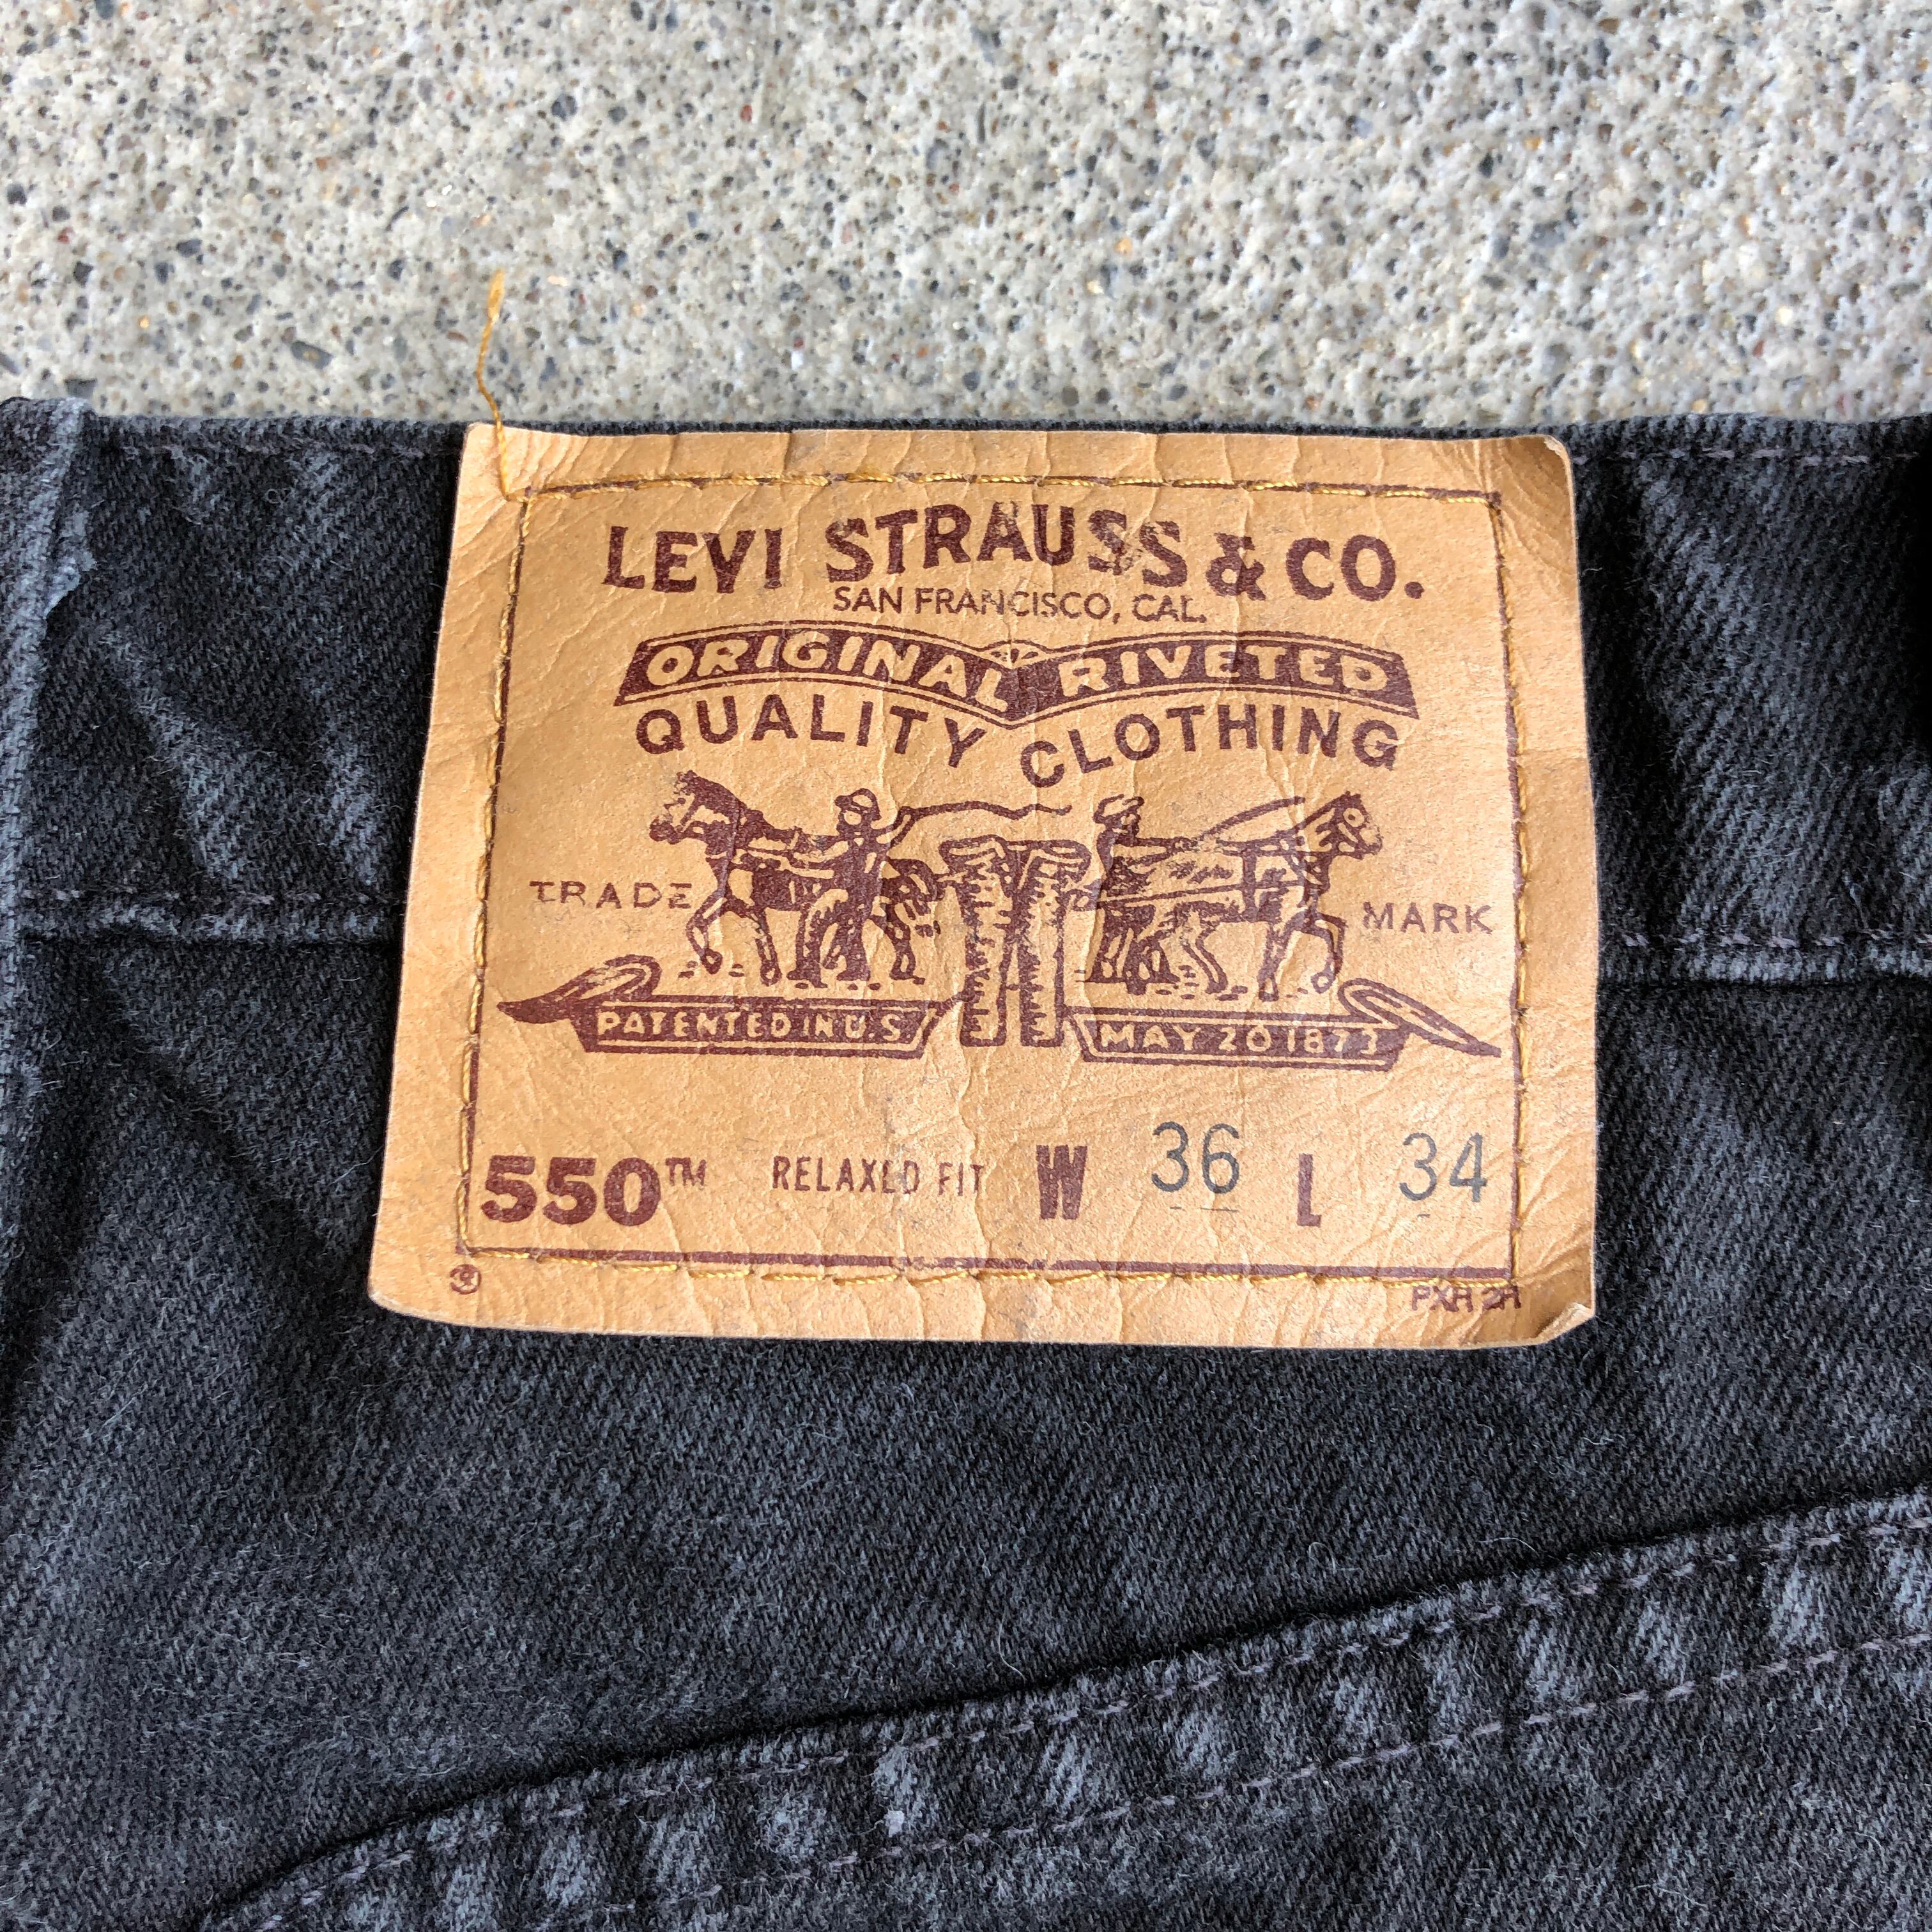 LEVI STRAUSS & CO.
SAN FRANCISCO, CAL.
ORIGINAL RIVETED
QUALITY CLOTHING
TRADE MARK
PATENTED IN U.S. MAY 20 1873
550™ RELAXED FIT W 36 L 34
®